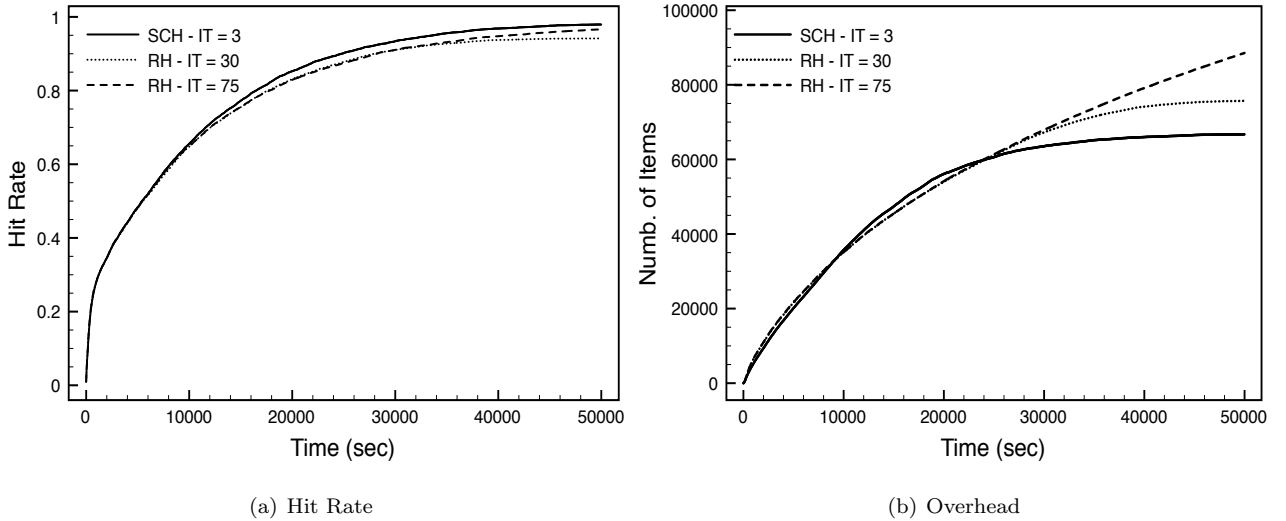 1
0.8
0.6
0.4
0.2
0
Hit Rate
SCH - IT = 3
RH - IT = 30
RH - IT = 75
0 10000 20000 30000 40000 50000
Time (sec)
(a) Hit Rate
100000
80000
60000
40000
20000
0
Numb. of Items
SCH - IT = 3
RH - IT = 30
RH - IT = 75
0 10000 20000 30000 40000 50000
Time (sec)
(b) Overhead